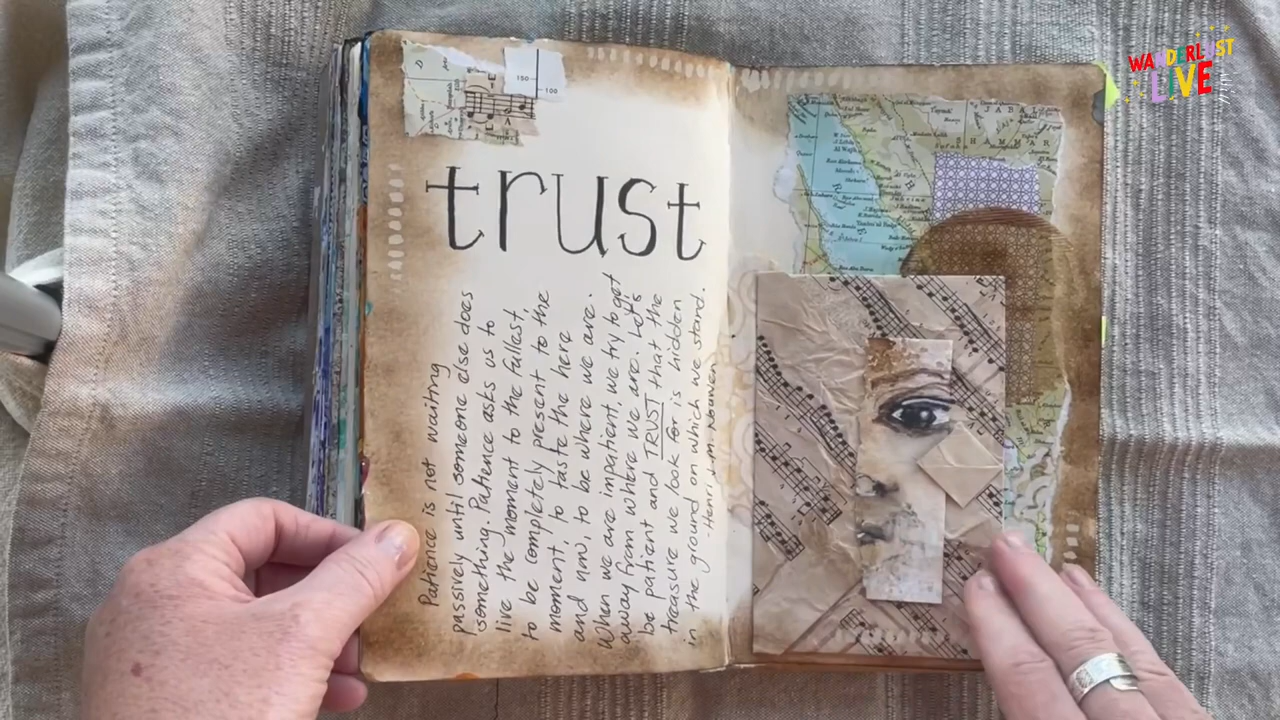 WANDERLUST
LIVE
150
100
trust
Patience is not waiting
passively until someone else does
something. Patience asks us to
live the moment to the fullest,
to be completely present to the
moment, to taste the here
and now, to be where we are.
When we are impatient, we try to get
away from where we are. Let's
be patient and TRUST that the
treasure we look for is hidden
in the ground on which we stand.
-Henri J.M. Nouwen
JABAL
SHAMMAR